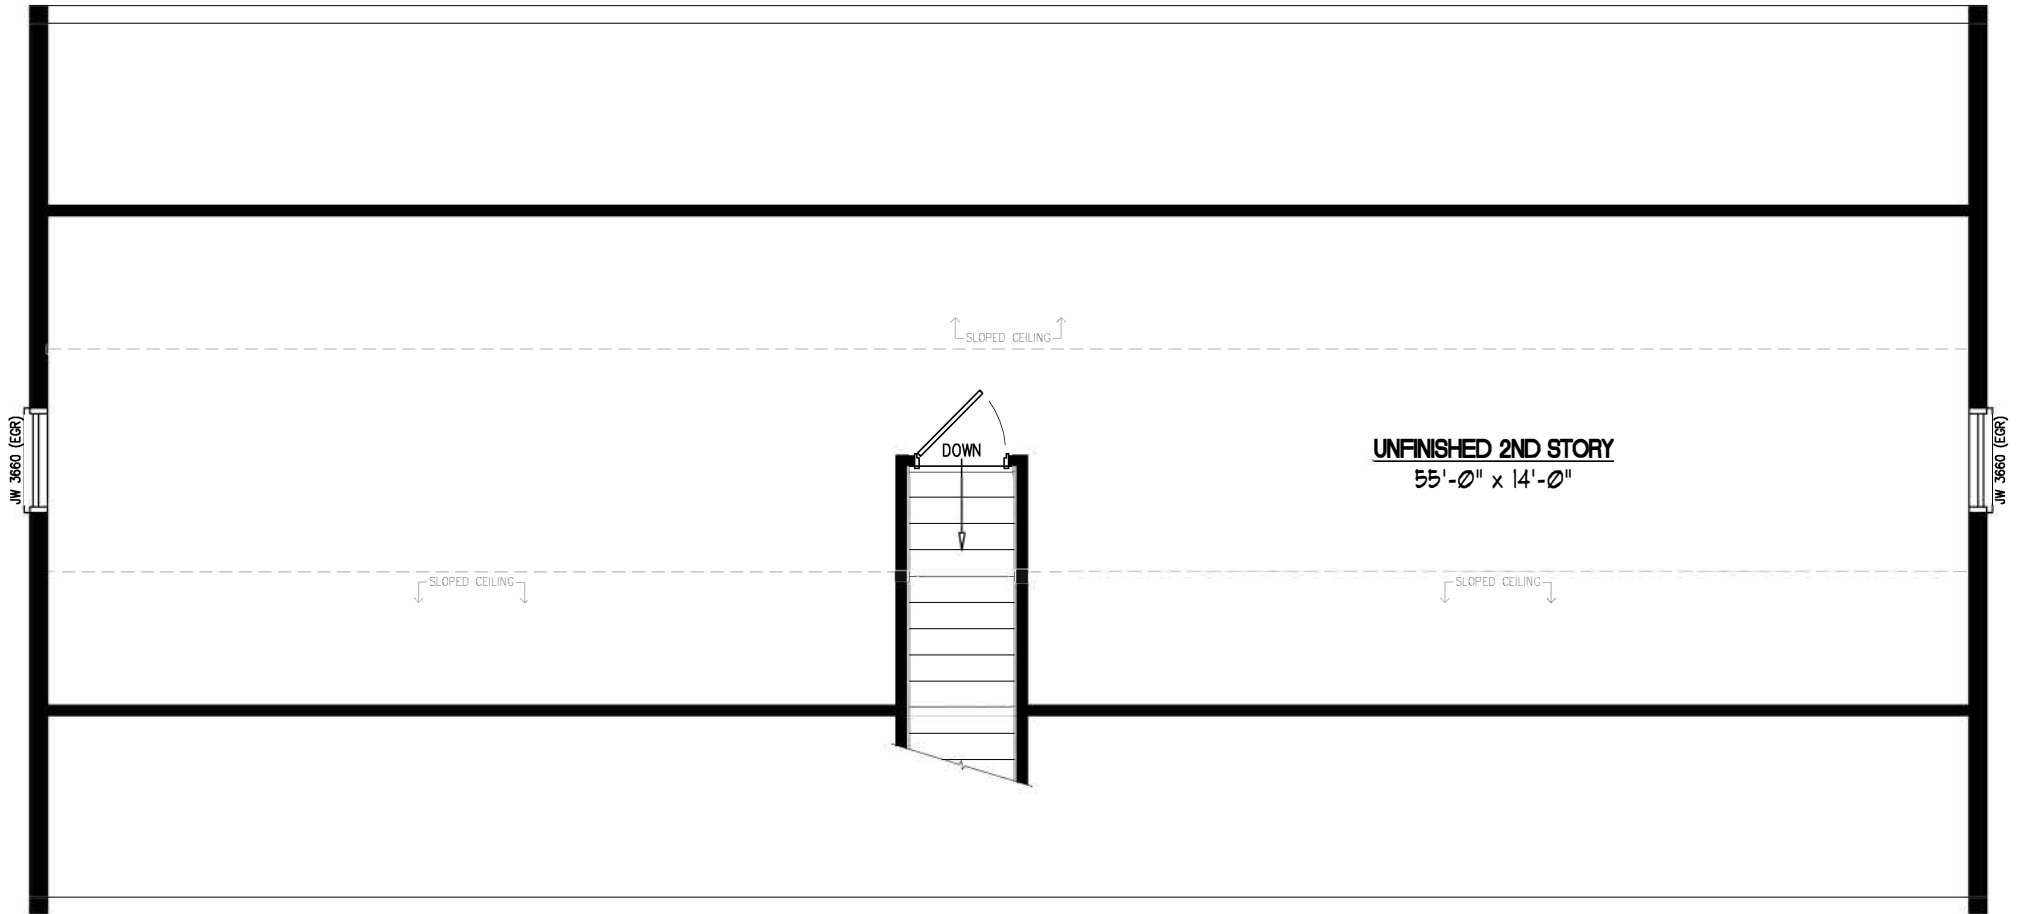 SLOPED CEILING
JW 3660 (EGR)
DOWN
UNFINISHED 2ND STORY
55'-0" x 14'-0"
JW 3660 (EGR)
SLOPED CEILING
SLOPED CEILING